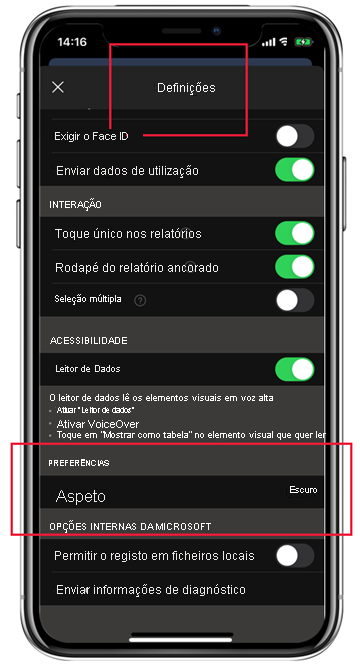 14:16
Definições
Exigir o Face ID
Enviar dados de utilização
INTERAÇÃO
Toque único nos relatórios
Rodapé do relatório ancorado
Seleção múltipla ?
ACESSIBILIDADE
Leitor de Dados
O leitor de dados lê os elementos visuais em voz alta
• Ativar "Leitor de dados"
• Ativar VoiceOver
• Toque em "Mostrar como tabela" no elemento visual que quer ler
PREFERÊNCIAS
Aspeto Escuro
OPÇÕES INTERNAS DA MICROSOFT
Permitir o registo em ficheiros locais
Enviar informações de diagnóstico